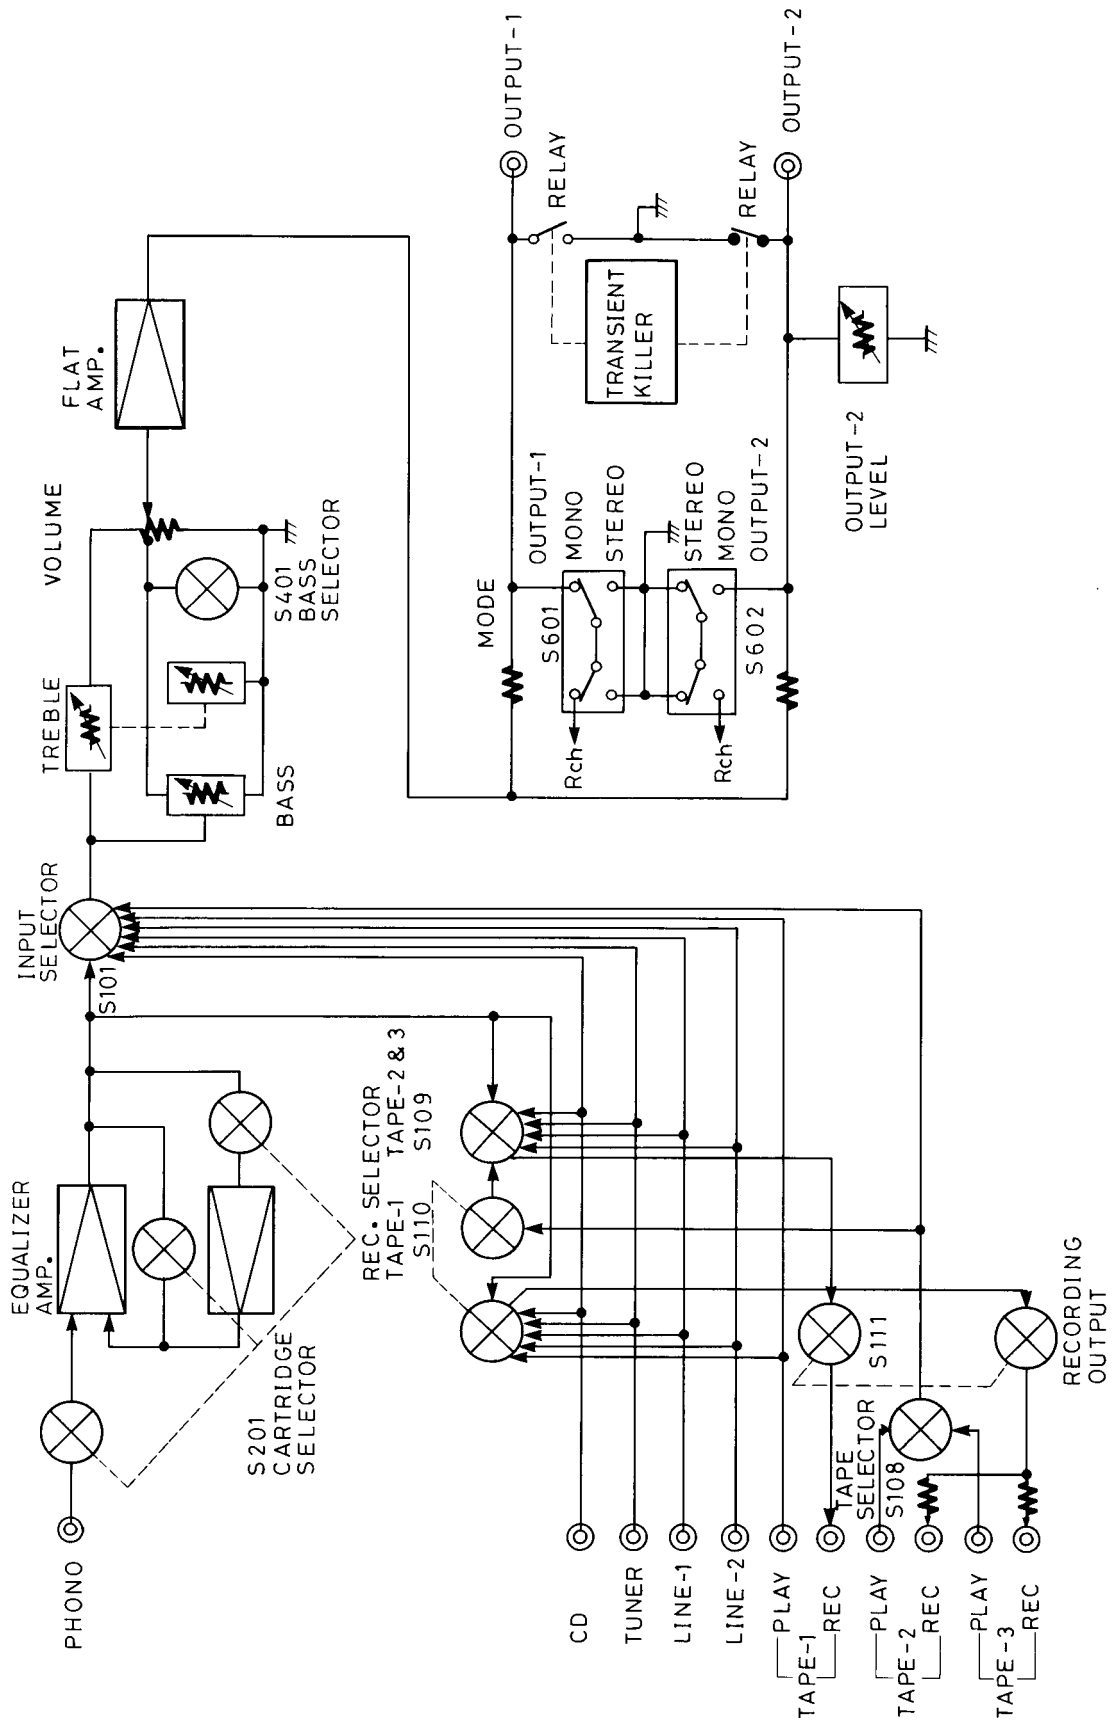 PHONO
EQUALIZER
AMP.
S201
CARTRIDGE
SELECTOR
INPUT
SELECTOR
S101
TREBLE
BASS
VOLUME
S401
BASS
SELECTOR
FLAT
AMP.
REC. SELECTOR
TAPE-1 TAPE-2 & 3
S110
S109
CD
TUNER
LINE-1
LINE-2
PLAY
REC
TAPE-1
PLAY
REC
TAPE-2
PLAY
REC
TAPE-3
TAPE
SELECTOR
S108
S111
RECORDING
OUTPUT
MODE
S601
OUTPUT-1
MONO
STEREO
STEREO
MONO
OUTPUT-2
S602
Rch
Rch
TRANSIENT
KILLER
RELAY
RELAY
OUTPUT-1
OUTPUT-2
OUTPUT-2
LEVEL